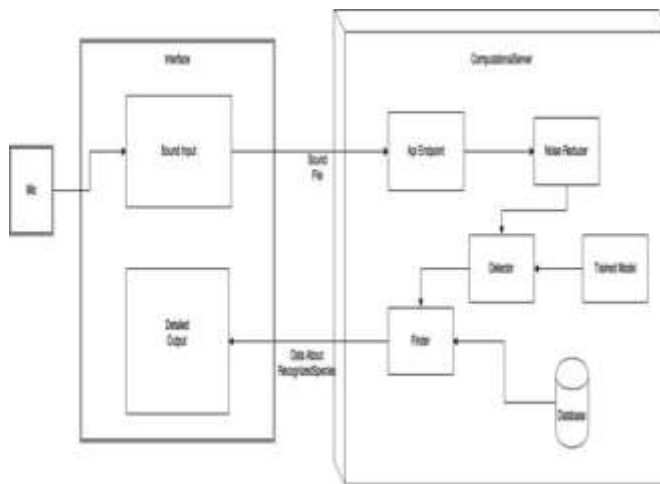 Interface
ComputationalServer
Sound Input
Api Endpoint
Noise Reducer
Mic
Sound
File
Detector
Trained Model
Detailed
Output
Finder
Data About
RecognizedSpecies
Database